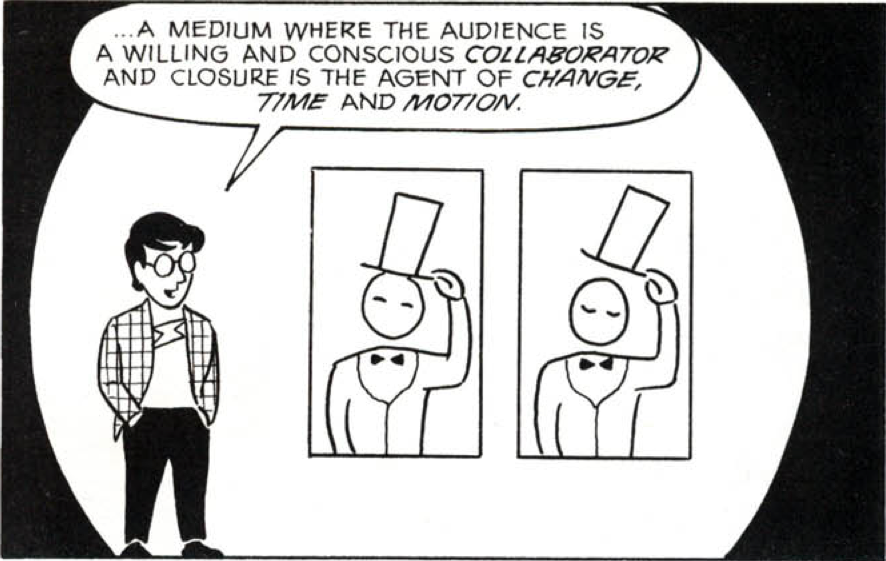 ...A MEDIUM WHERE THE AUDIENCE IS
A WILLING AND CONSCIOUS COLLABORATOR
AND CLOSURE IS THE AGENT OF CHANGE,
TIME AND MOTION.